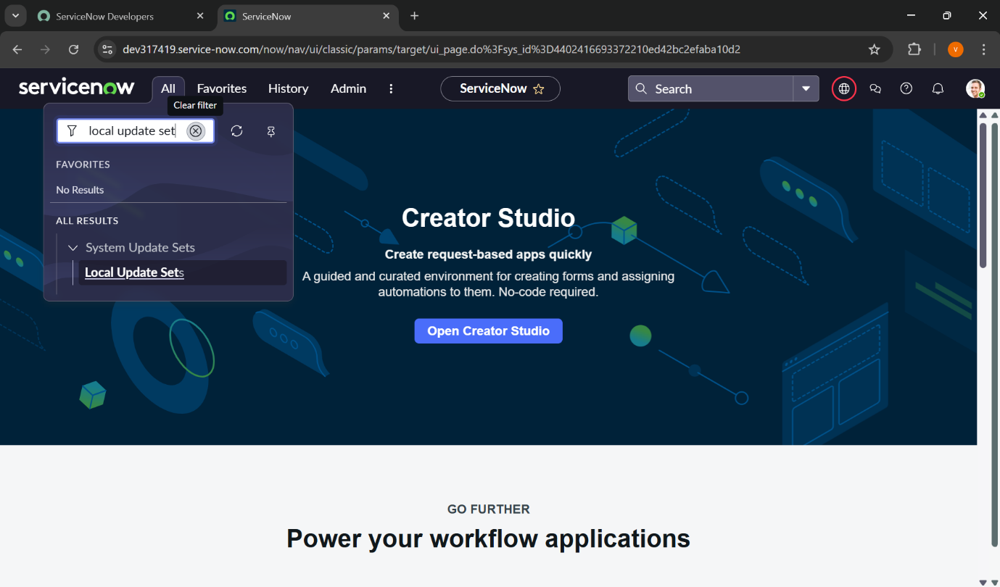 ServiceNow Developers
ServiceNow
dev317419.service-now.com/now/nav/ui/classic/params/target/ui_page.do%3Fsys_id%3D4402416693372210ed42bc2efaba10d2
V
servicenow
All
Favorites
History
Admin
ServiceNow
Search
Clear filter
local update set
FAVORITES
No Results
ALL RESULTS
System Update Sets
Local Update Sets
Creator Studio
Create request-based apps quickly
A guided and curated environment for creating forms and assigning
automations to them. No-code required.
Open Creator Studio
GO FURTHER
Power your workflow applications